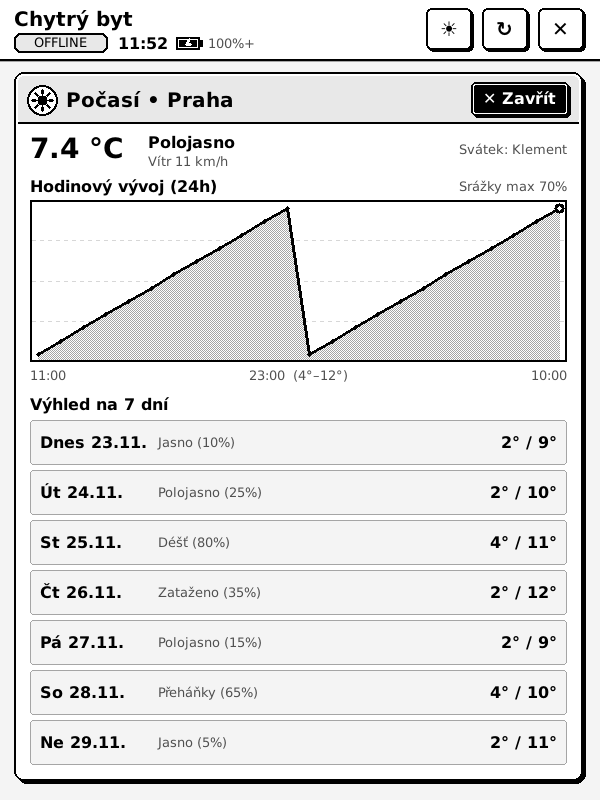 Chytrý byt
OFFLINE 11:52 100%+
Počasí • Praha
× Zavřít
7.4 °C
Polojasno
Vítr 11 km/h
Svátek: Klement
Hodinový vývoj (24h)
Srážky max 70%
11:00 23:00 (4°–12°) 10:00
Výhled na 7 dní
Dnes 23.11. Jasno (10%) 2° / 9°
Út 24.11. Polojasno (25%) 2° / 10°
St 25.11. Déšť (80%) 4° / 11°
Čt 26.11. Zataženo (35%) 2° / 12°
Pá 27.11. Polojasno (15%) 2° / 9°
So 28.11. Přeháňky (65%) 4° / 10°
Ne 29.11. Jasno (5%) 2° / 11°